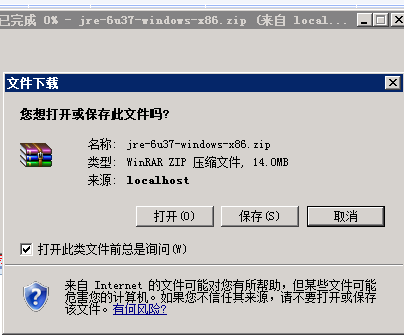 已完成 0% - jre-6u37-windows-x86.zip (来自 local...
文件下载
您想打开或保存此文件吗?
名称: jre-6u37-windows-x86.zip
类型: WinRAR ZIP 压缩文件, 14.0MB
来源: localhost
打开(O) 保存(S) 取消
打开此类文件前总是询问(W)
来自 Internet 的文件可能对您有所帮助,但某些文件可能
危害您的计算机。如果您不信任其来源,请不要打开或保存
该文件。有何风险?